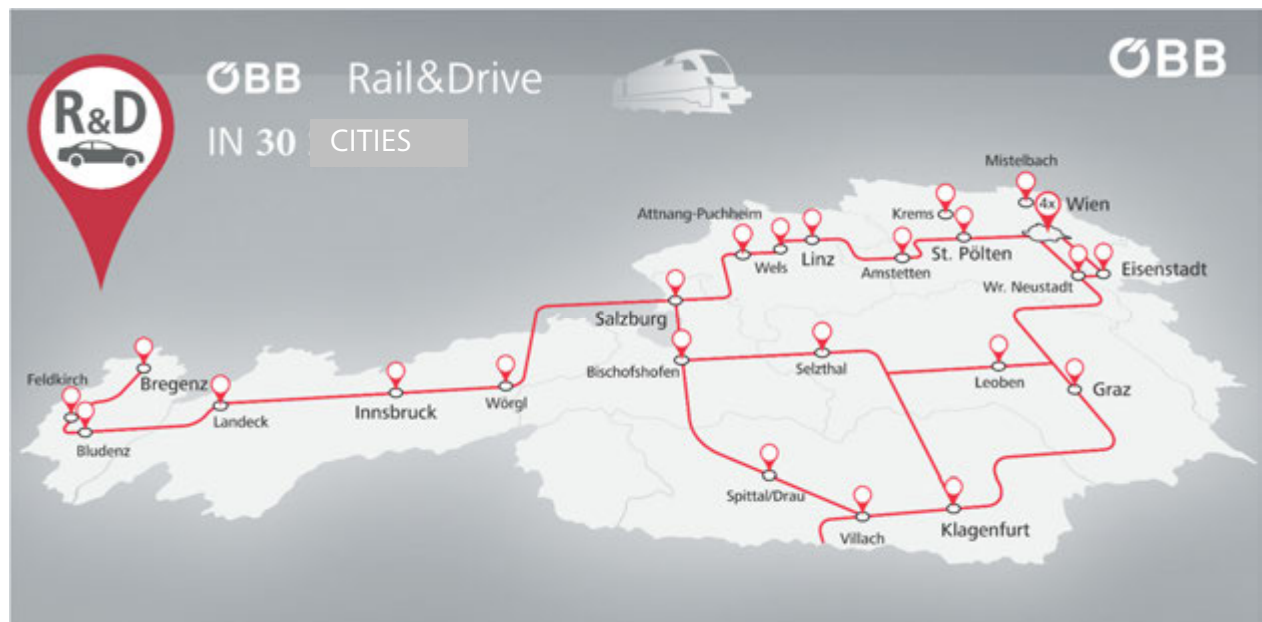 R&D
ÖBB Rail&Drive
IN 30 CITIES
ÖBB
Mistelbach
4x Wien
Krems
Attnang-Puchheim
Wels
Linz
Amstetten
St. Pölten
Eisenstadt
Wr. Neustadt
Salzburg
Bischofshofen
Selzthal
Leoben
Graz
Feldkirch
Bregenz
Bludenz
Landeck
Innsbruck
Wörgl
Spittal/Drau
Villach
Klagenfurt